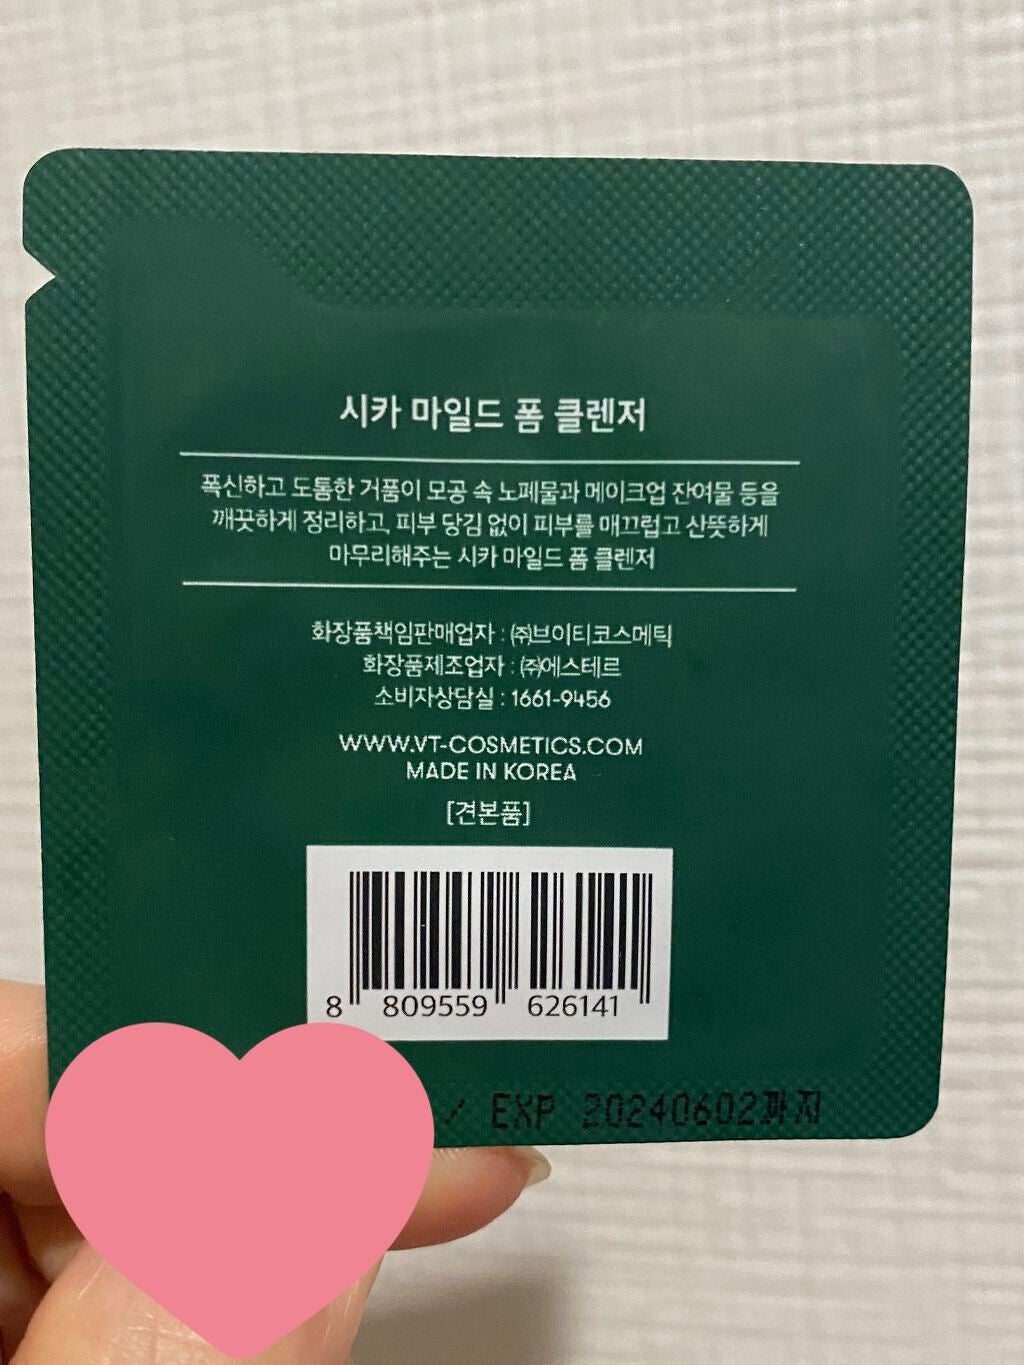 시카 마일드 폼 클렌저
폭신하고 도톰한 거품이 모공 속 노폐물과 메이크업 잔여물 등을
깨끗하게 정리하고, 피부 당김 없이 피부를 매끄럽고 산뜻하게
마무리해주는 시카 마일드 폼 클렌저
화장품책임판매업자 : ㈜브이티코스메틱
화장품제조업자 : ㈜에스테르
소비자상담실 : 1661-9456
WWW.VT-COSMETICS.COM
MADE IN KOREA
[견본품]
8 809559 626141
/ EXP 20240602까지